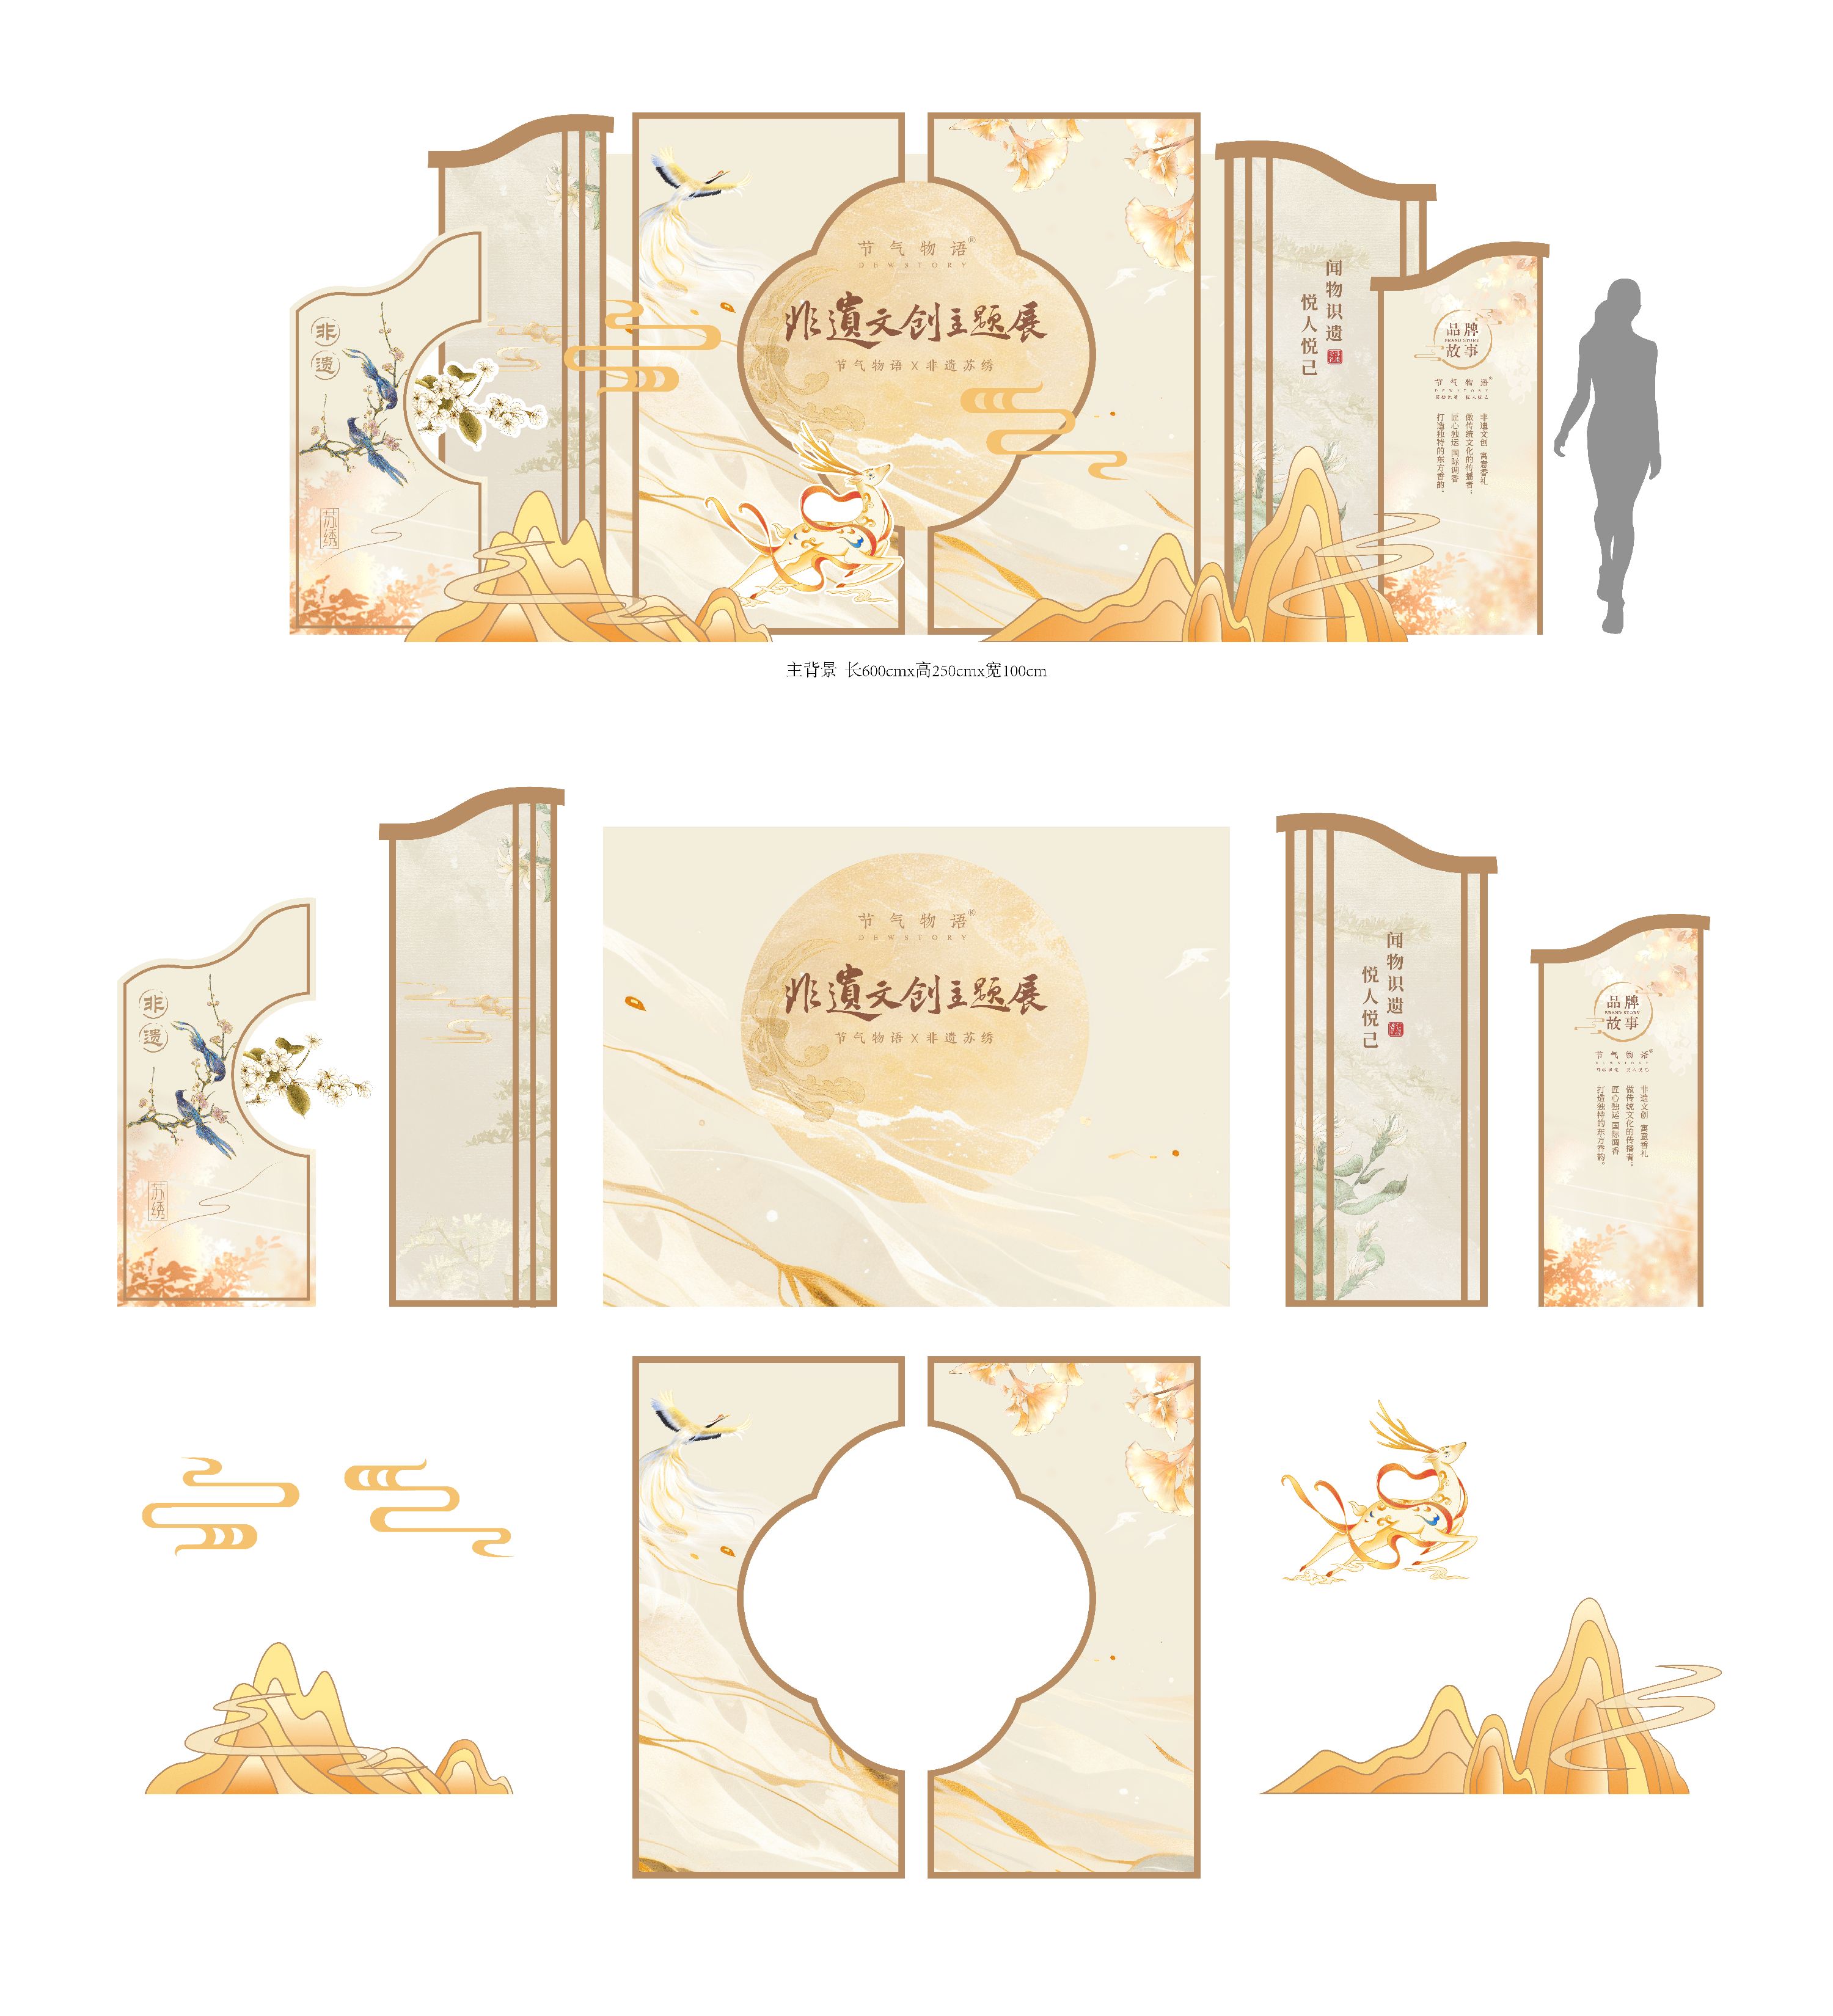 非
遗
苏
绣
节气物语®
DEWSTORY
非遗文创主题展
节气物语X非遗苏绣
闻物识遗
悦人悦己
品牌
BRAND STORY
故事
节气物语®
DEWSTORY
非遗文创 寓意香礼
做传统文化的传播者；
匠心独运 国际调香
打造独特的东方香韵。
主背景 长600cmx高250cmx宽100cm
非
遗
苏
绣
节气物语®
DEWSTORY
非遗文创主题展
节气物语X非遗苏绣
闻物识遗
悦人悦己
品牌
BRAND STORY
故事
节气物语®
DEWSTORY
非遗文创 寓意香礼
做传统文化的传播者；
匠心独运 国际调香
打造独特的东方香韵。